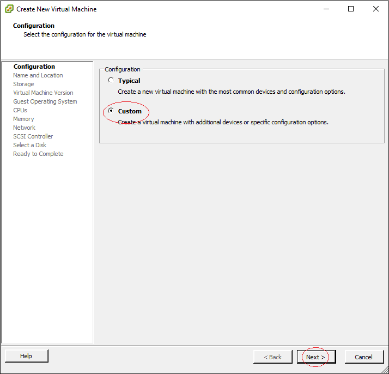 Create New Virtual Machine
Configuration
Select the configuration for the virtual machine
Configuration
Name and Location
Storage
Virtual Machine Version
Guest Operating System
CPUs
Memory
Network
SCSI Controller
Select a Disk
Ready to Complete
Configuration
Typical
Create a new virtual machine with the most common devices and configuration options.
Custom
Create a virtual machine with additional devices or specific configuration options.
Help
< Back
Next >
Cancel